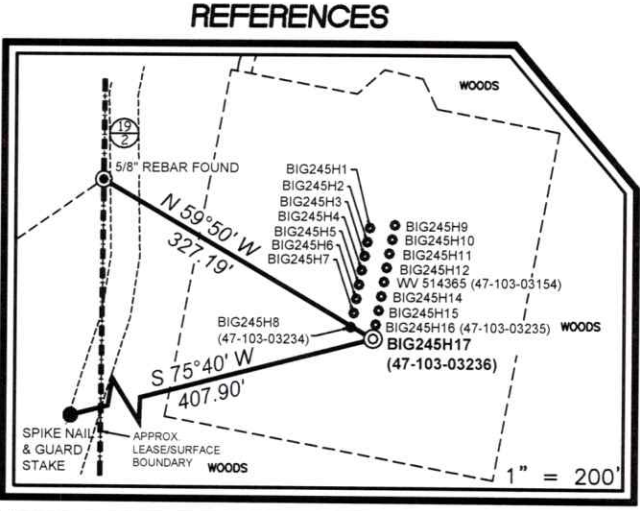 REFERENCES
WOODS
19
2
5/8" REBAR FOUND
N 59°50' W
327.19'
BIG245H1
BIG245H2
BIG245H3
BIG245H4
BIG245H5
BIG245H6
BIG245H7
BIG245H9
BIG245H10
BIG245H11
BIG245H12
WV 514365 (47-103-03154)
BIG245H14
BIG245H15
BIG245H16 (47-103-03235)
WOODS
BIG245H8
(47-103-03234)
BIG245H17
(47-103-03236)
S 75°40' W
407.90'
SPIKE NAIL
& GUARD
STAKE
APPROX.
LEASE/SURFACE
BOUNDARY
WOODS
1" = 200'